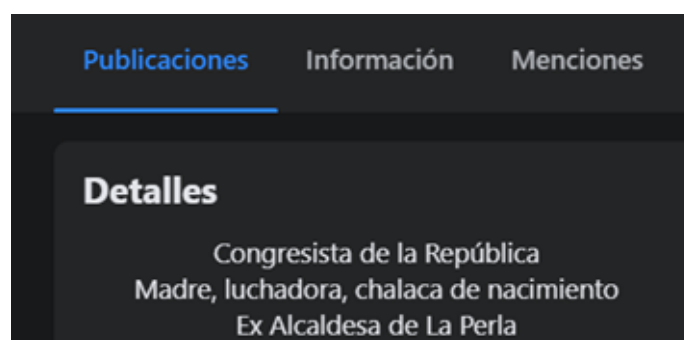 Publicaciones Información Menciones
Detalles
Congresista de la República
Madre, luchadora, chalaca de nacimiento
Ex Alcaldesa de La Perla